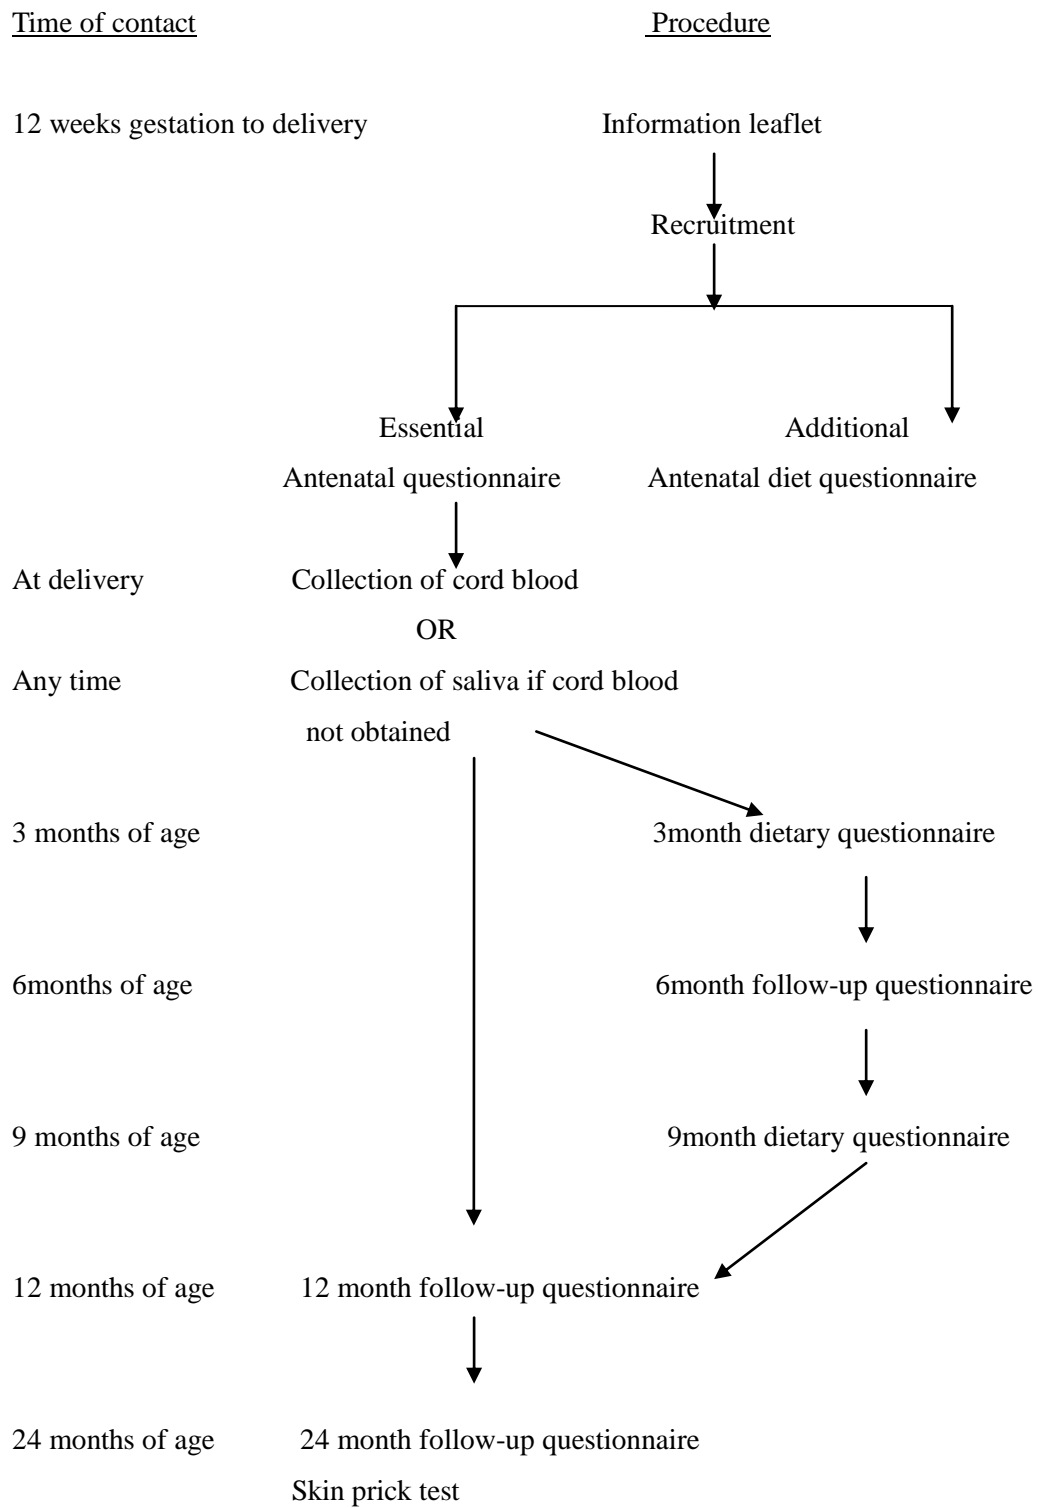 Time of contact Procedure
12 weeks gestation to delivery Information leaflet
Recruitment
Essential Additional
Antenatal questionnaire Antenatal diet questionnaire
At delivery Collection of cord blood
OR
Any time Collection of saliva if cord blood
not obtained
3 months of age 3month dietary questionnaire
6months of age 6month follow-up questionnaire
9 months of age 9month dietary questionnaire
12 months of age 12 month follow-up questionnaire
24 months of age 24 month follow-up questionnaire
Skin prick test